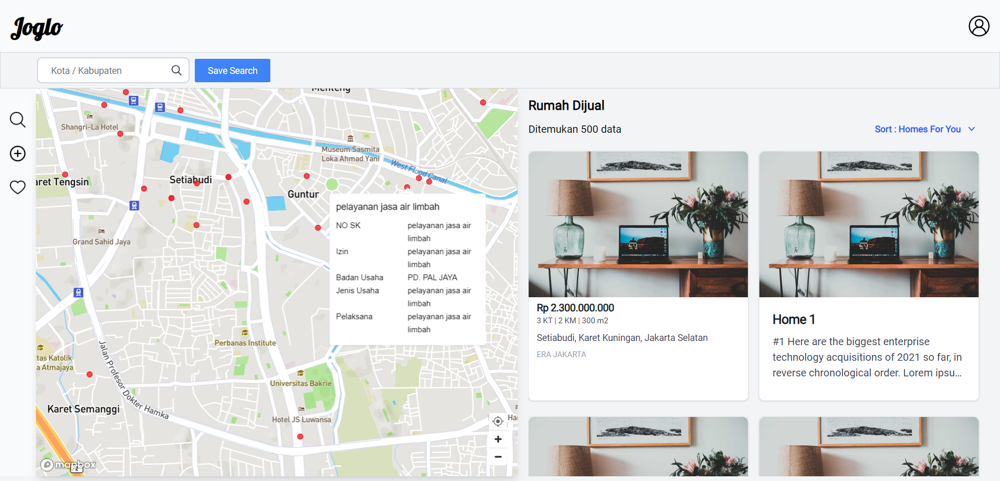 Joglo
Kota / Kabupaten
Save Search
Menteng
Shangri-La Hotel
Museum Sasmita
Loka Ahmad Yani
West Flood Canal
aret Tengsin
Setiabudi
Guntur
Grand Sahid Jaya
pelayanan jasa air limbah
NO SK pelayanan jasa air
limbah
Izin pelayanan jasa air
limbah
Badan Usaha PD. PAL JAYA
Jenis Usaha pelayanan jasa air
limbah
Pelaksana pelayanan jasa air
limbah
Perbanas Institute
itas Katolik
a Atmajaya
Jalan Profesor Dokter Hamka
Universitas Bakrie
Karet Semanggi
Hotel JS Luwansa
Ha
mapbox
2
Rumah Dijual
Ditemukan 500 data
Sort : Homes For You
Rp 2.300.000.000
3 KT | 2 KM | 300 m2
Setiabudi, Karet Kuningan, Jakarta Selatan
ERA JAKARTA
Home 1
#1 Here are the biggest enterprise
technology acquisitions of 2021 so far, in
reverse chronological order. Lorem ipsu...